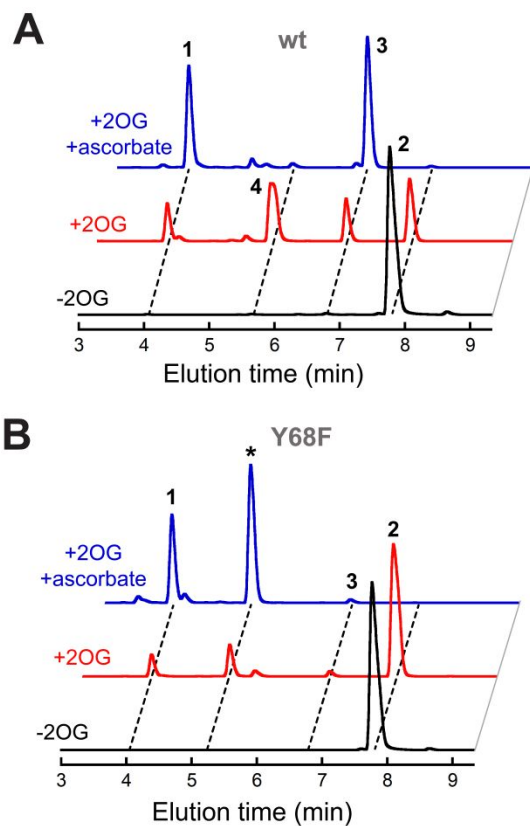 A
wt
1
3
+2OG
+ascorbate
2
4
+2OG
-2OG
3 4 5 6 7 8 9
Elution time (min)
B
Y68F
*
1
2
+2OG
+ascorbate
3
+2OG
-2OG
3 4 5 6 7 8 9
Elution time (min)